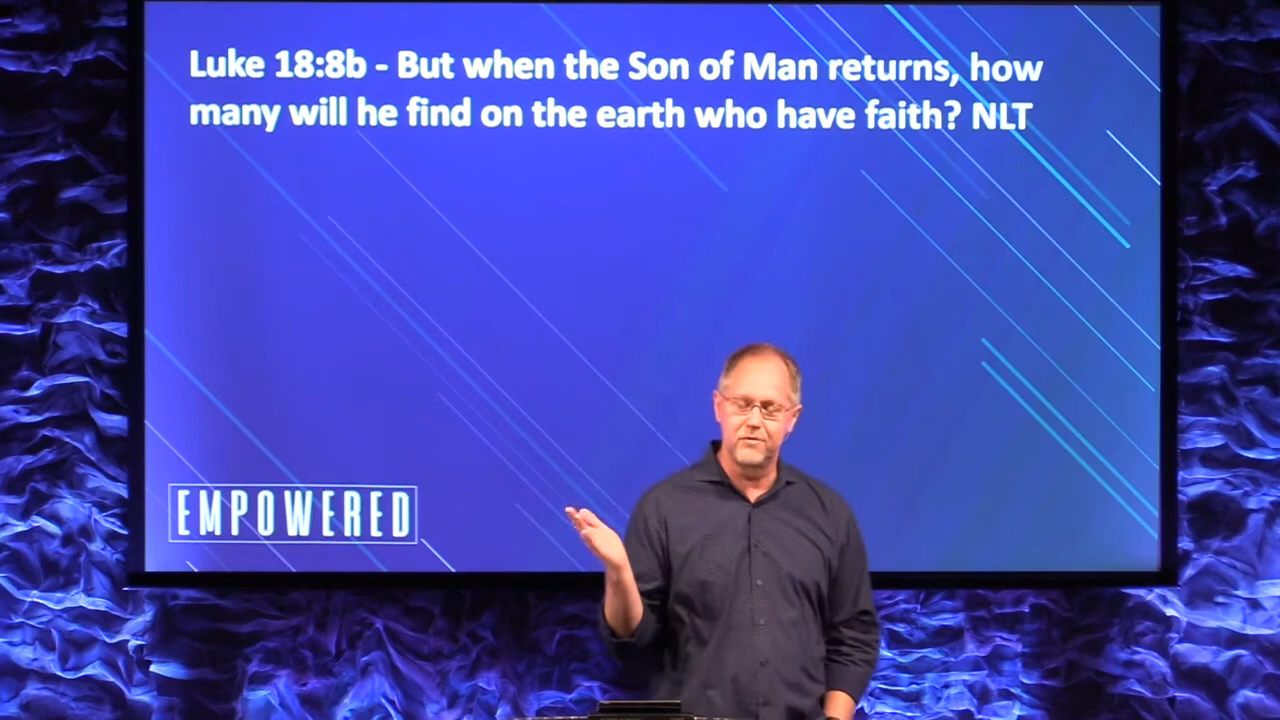 Luke 18:8b - But when the Son of Man returns, how
many will he find on the earth who have faith? NLT
EMPOWERED